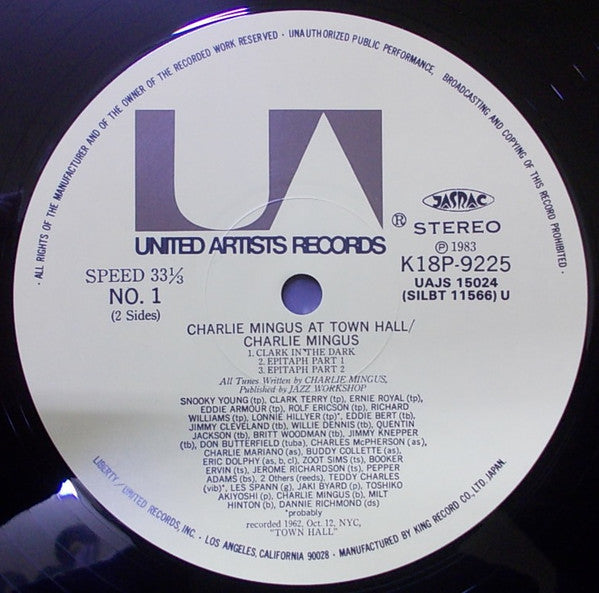 · ALL RIGHTS OF THE MANUFACTURER AND OF THE OWNER OF THE RECORDED WORK RESERVED · UNAUTHORIZED PUBLIC PERFORMANCE, BROADCASTING AND COPYING OF THIS RECORD PROHIBITED ·
UA
UNITED ARTISTS RECORDS ®
JASRAC
STEREO
Ⓟ 1983
K18P-9225
UAJS 15024
(SILBT 11566) U
SPEED 33⅓
NO. 1
(2 Sides)
CHARLIE MINGUS AT TOWN HALL/
CHARLIE MINGUS
1. CLARK IN THE DARK
2. EPITAPH PART 1
3. EPITAPH PART 2
All Tunes Written by CHARLIE MINGUS,
Published by JAZZ WORKSHOP
SNOOKY YOUNG (tp), CLARK TERRY (tp), ERNIE ROYAL (tp),
EDDIE ARMOUR (tp), ROLF ERICSON (tp), RICHARD
WILLIAMS (tp), LONNIE HILLYER (tp)*, EDDIE BERT (tb),
JIMMY CLEVELAND (tb), WILLIE DENNIS (tb), QUENTIN
JACKSON (tb), BRITT WOODMAN (tb), JIMMY KNEPPER
(tb), DON BUTTERFIELD (tuba), CHARLES McPHERSON (as),
CHARLIE MARIANO (as), BUDDY COLLETTE (as),
ERIC DOLPHY (as, b, cl), ZOOT SIMS (ts), BOOKER
ERVIN (ts), JEROME RICHARDSON (ts), PEPPER
ADAMS (bs), 2 Others (reeds), TEDDY CHARLES
(vib)*, LES SPANN (g), JAKI BYARD (p), TOSHIKO
AKIYOSHI (p), CHARLIE MINGUS (b), MILT
HINTON (b), DANNIE RICHMOND (ds)
*probably
recorded 1962, Oct. 12, NYC,
"TOWN HALL"
LIBERTY/UNITED RECORDS, INC. · LOS ANGELES, CALIFORNIA 90028 · MANUFACTURED BY KING RECORD CO., LTD. JAPAN.